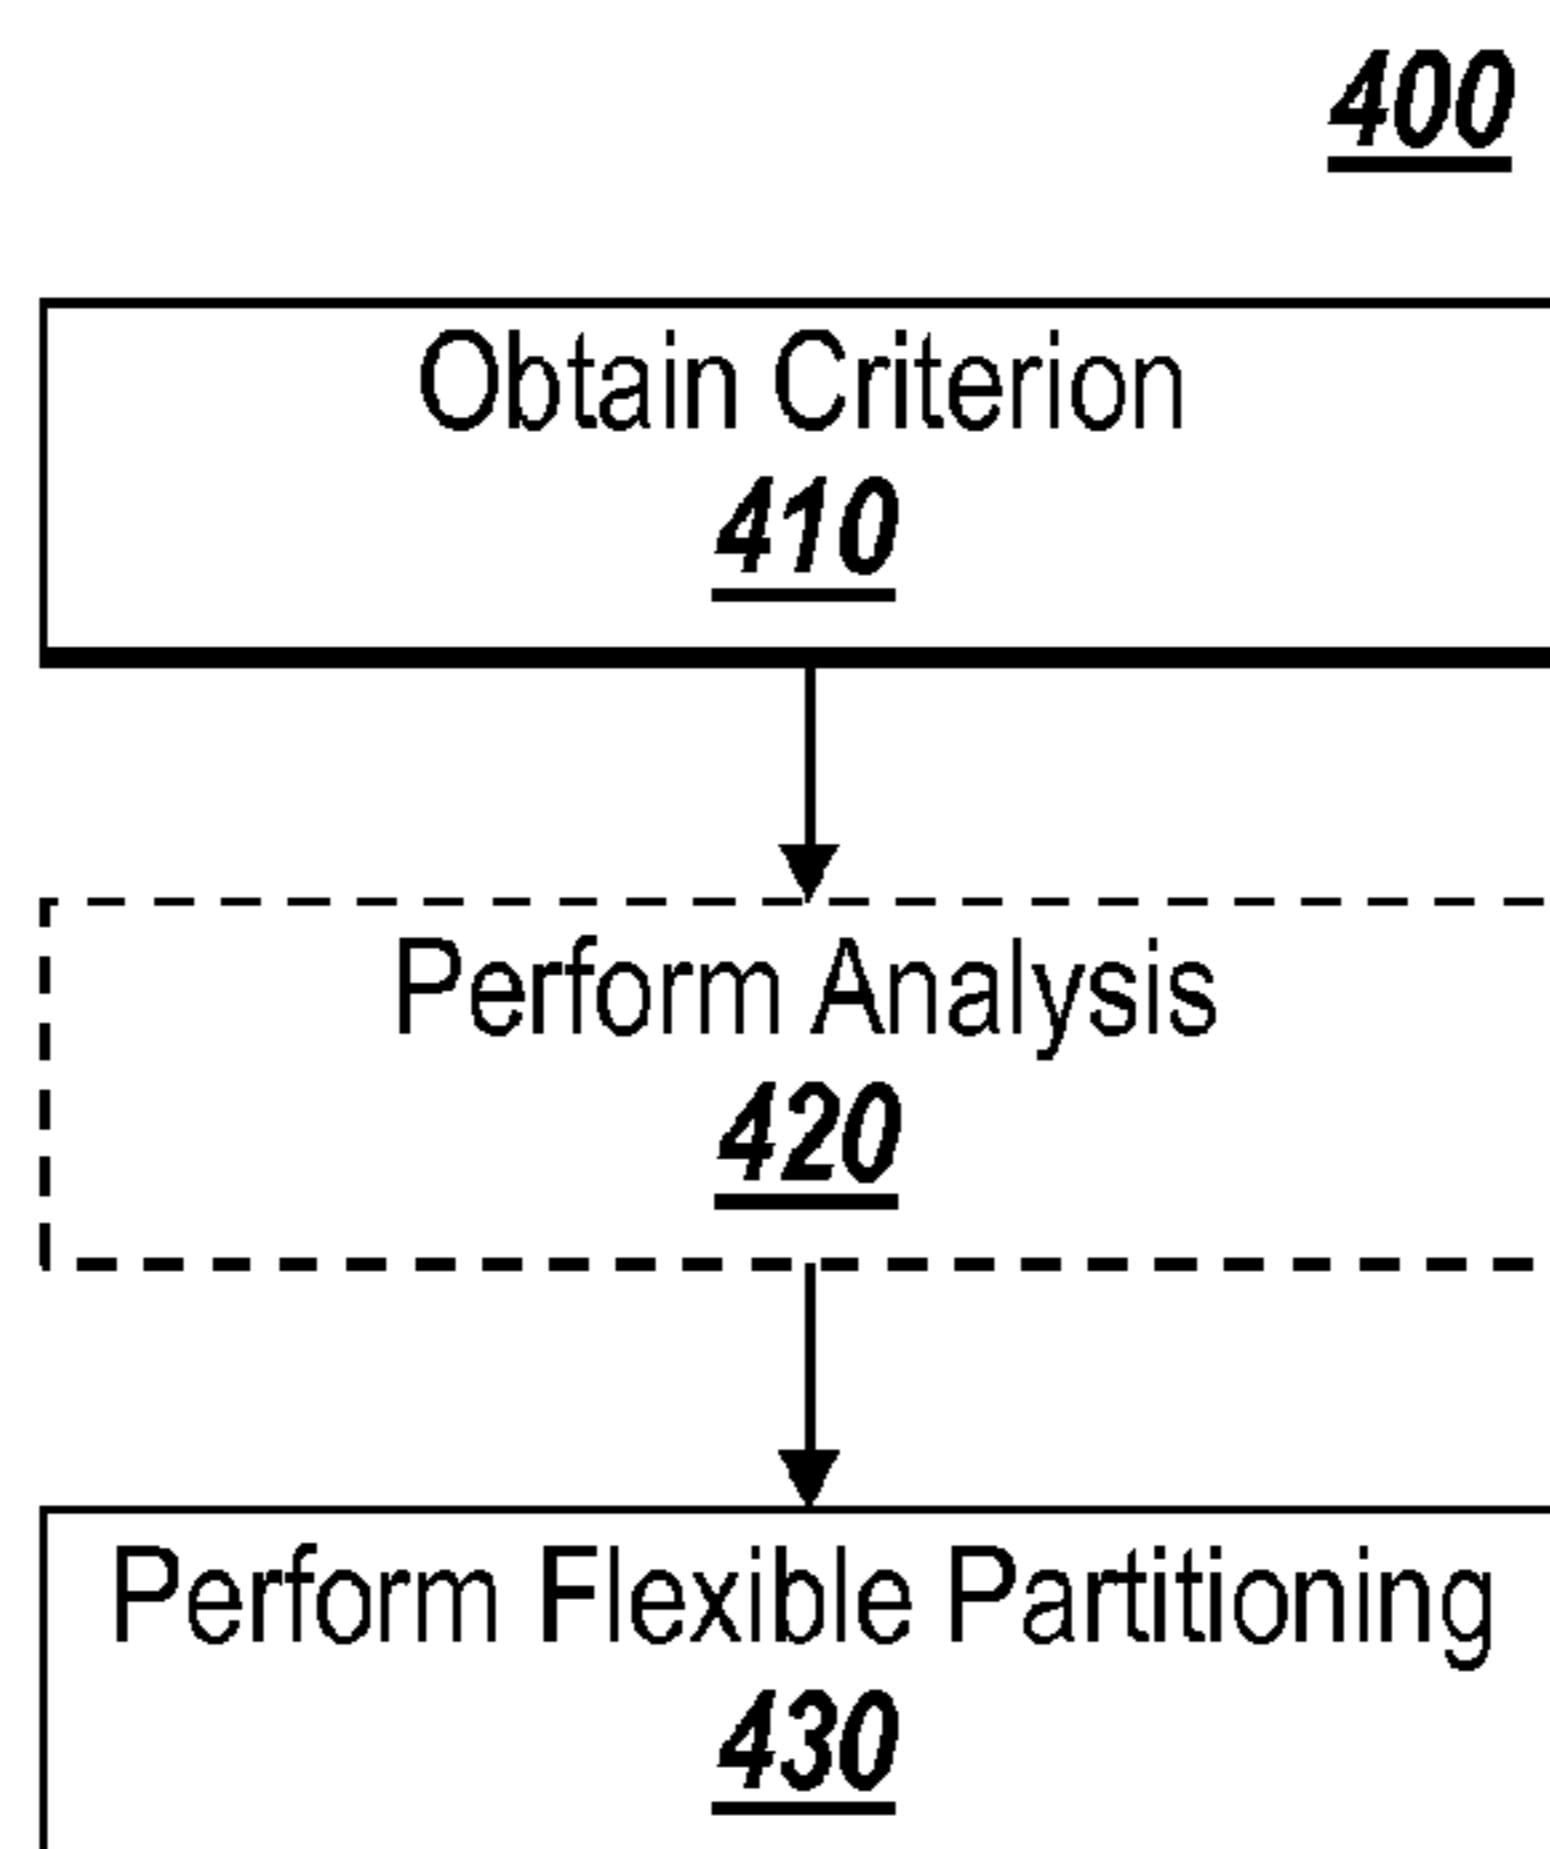 400
Obtain Criterion
410
Perform Analysis
420
Perform Flexible Partitioning
430